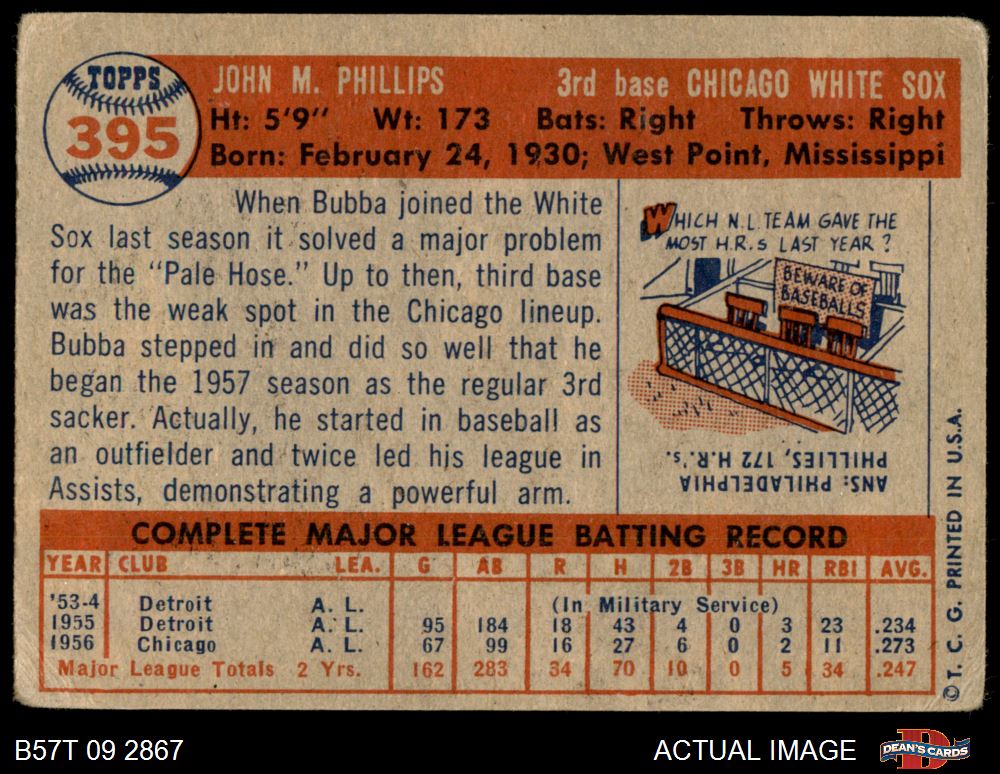 TOPPS
395
JOHN M. PHILLIPS 3rd base CHICAGO WHITE SOX
Ht: 5'9" Wt: 173 Bats: Right Throws: Right
Born: February 24, 1930; West Point, Mississippi
When Bubba joined the White
Sox last season it solved a major problem
for the "Pale Hose." Up to then, third base
was the weak spot in the Chicago lineup.
Bubba stepped in and did so well that he
began the 1957 season as the regular 3rd
sacker. Actually, he started in baseball as
an outfielder and twice led his league in
Assists, demonstrating a powerful arm.
WHICH N.L. TEAM GAVE THE
MOST H.R.s LAST YEAR?
BEWARE OF
BASEBALLS
ANS: PHILADELPHIA
PHILLIES, 172 H.R.'s.
COMPLETE MAJOR LEAGUE BATTING RECORD
YEAR CLUB LEA. G AB R H 2B 3B HR RBI AVG.
'53-4 Detroit A. L. (In Military Service)
1955 Detroit A. L. 95 184 18 43 4 0 3 23 .234
1956 Chicago A. L. 67 99 16 27 6 0 2 11 .273
Major League Totals 2 Yrs. 162 283 34 70 10 0 5 34 .247
© T. C. G. PRINTED IN U.S.A.
B57T 09 2867 ACTUAL IMAGE
DEAN'S CARDS